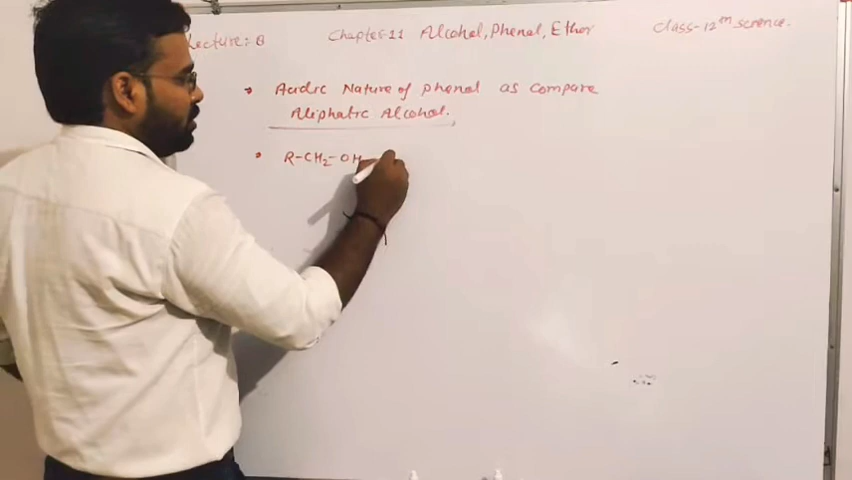 Lecture: 8
Chapter-11 Alcohol, Phenol, Ether
Class-12th science.
Acidic Nature of phenol as compare
Aliphatic Alcohol.
R-CH₂-OH